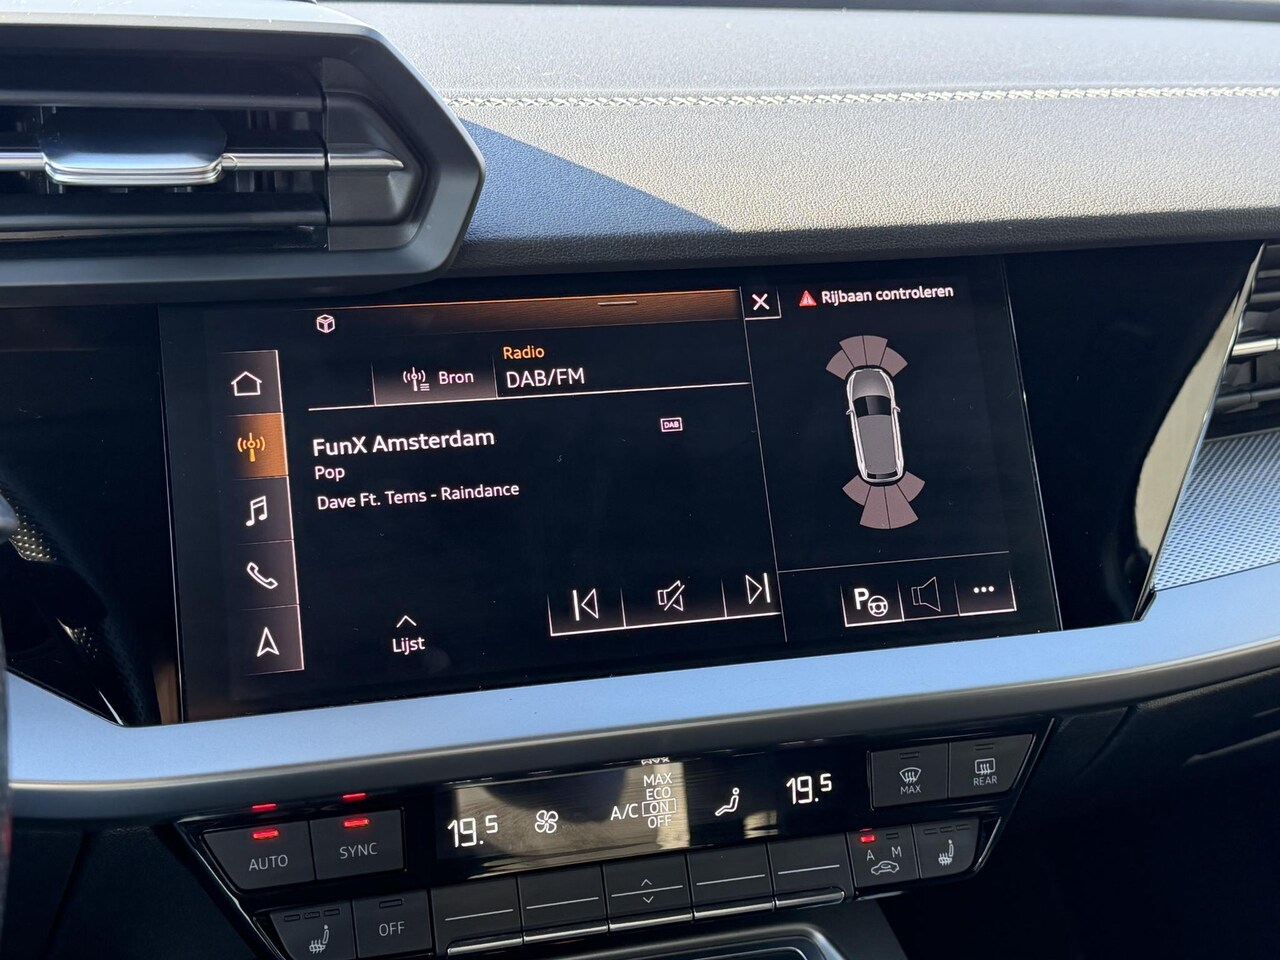 Rijbaan controleren
Radio
Bron
DAB/FM
DAB
FunX Amsterdam
Pop
Dave Ft. Tems - Raindance
Lijst
P
MAX
ECO
A/C ON
OFF
19.5
19.5
MAX
REAR
AUTO
SYNC
A M
OFF